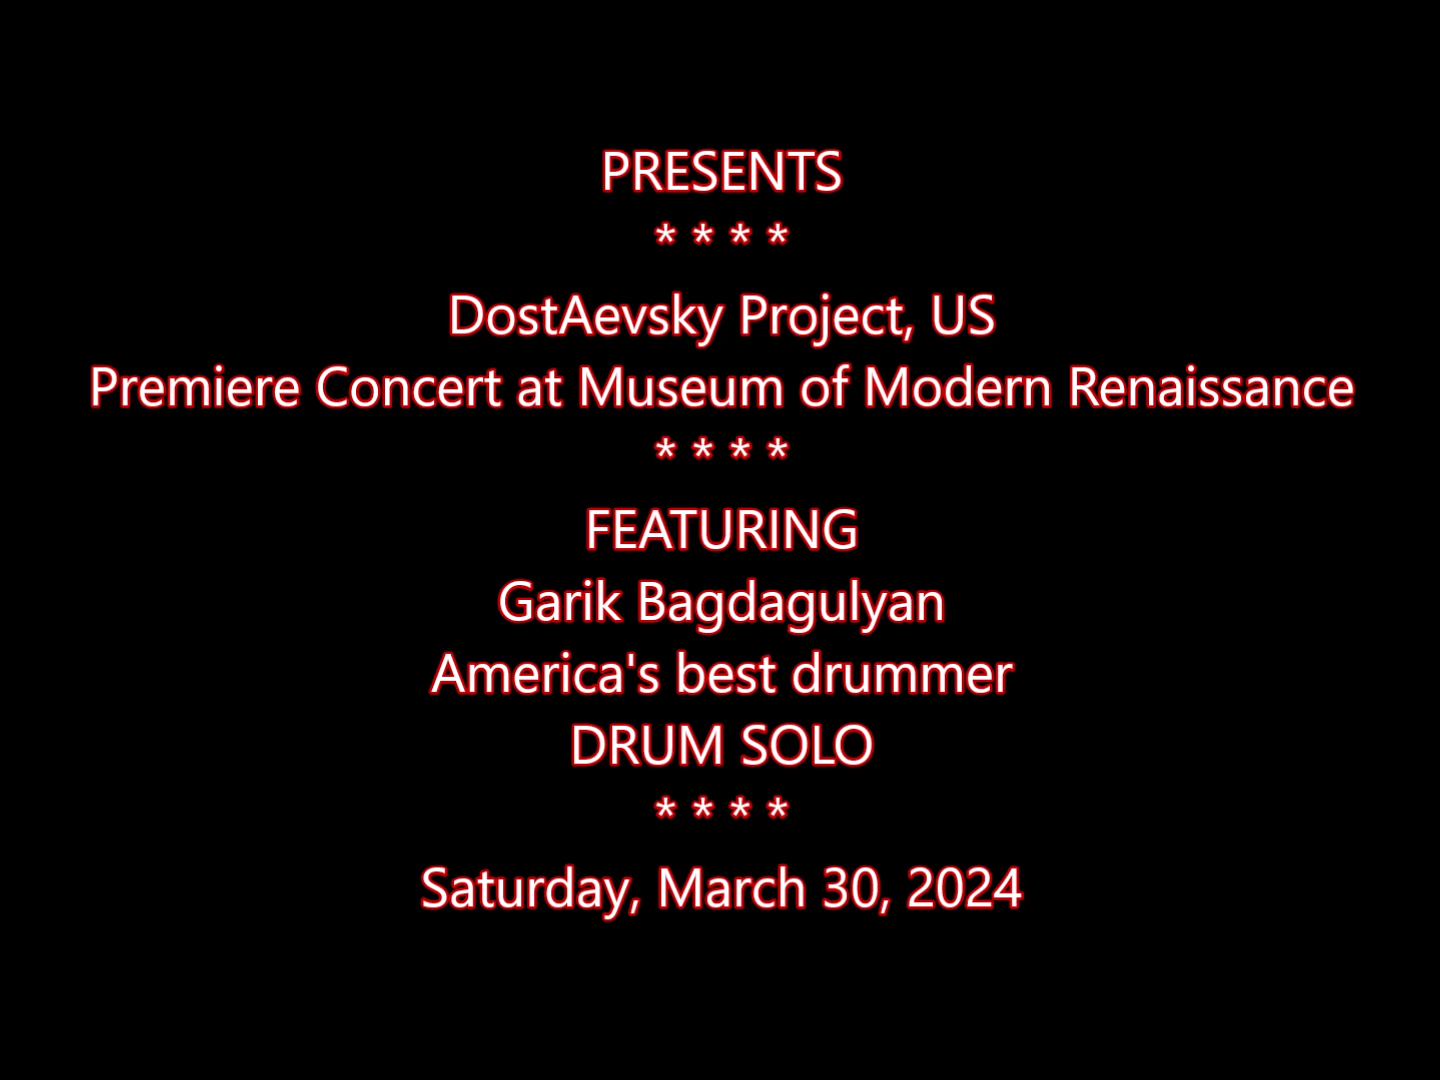 PRESENTS
* * * *
DostAevsky Project, US
Premiere Concert at Museum of Modern Renaissance
* * * *
FEATURING
Garik Bagdagulyan
America's best drummer
DRUM SOLO
* * * *
Saturday, March 30, 2024